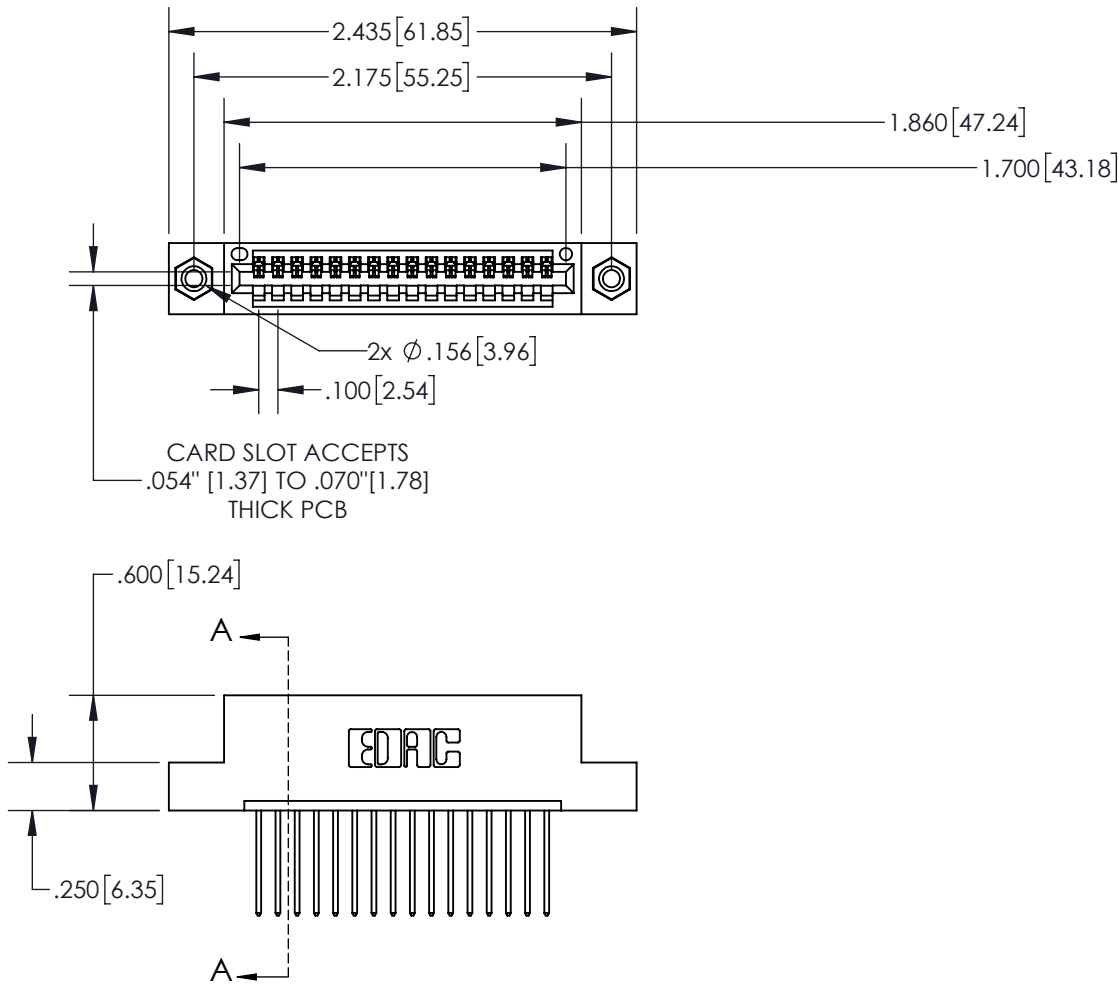 2.435[61.85]
2.175[55.25]
1.860[47.24]
1.700[43.18]
2x Ø.156[3.96]
.100[2.54]
CARD SLOT ACCEPTS
.054" [1.37] TO .070"[1.78]
THICK PCB
.600[15.24]
A
EDAC
.250[6.35]
A